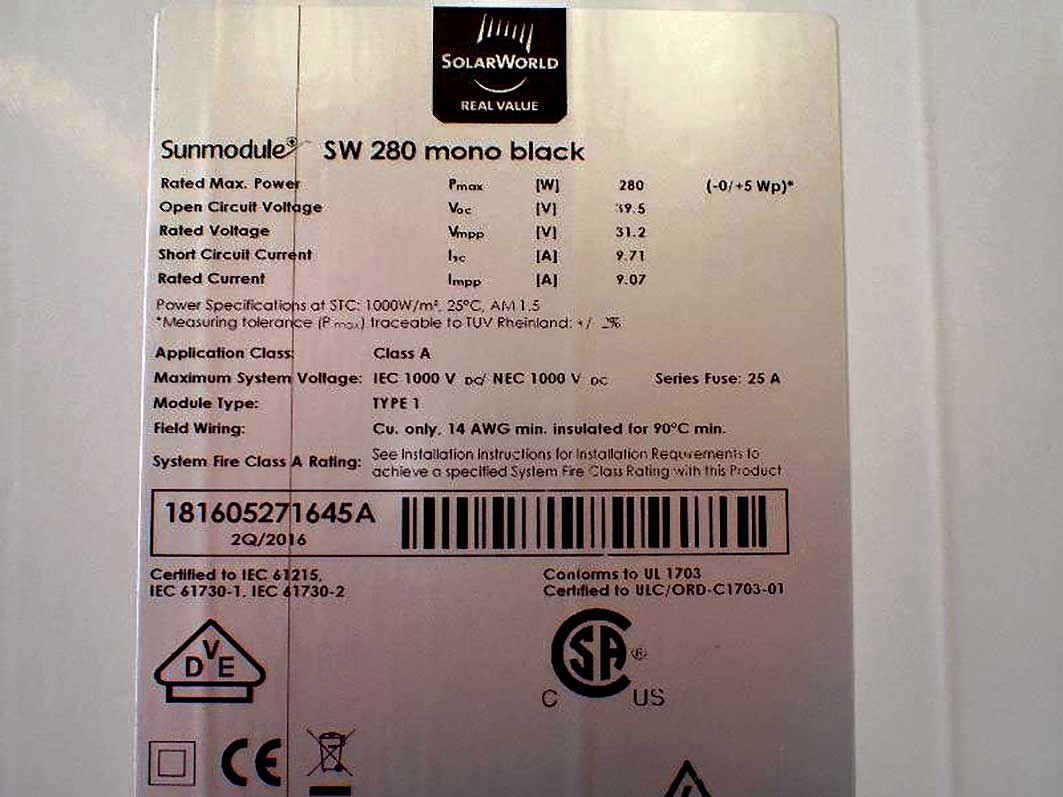 SOLARWORLD
REAL VALUE
Sunmodule® SW 280 mono black
Rated Max. Power Pmax [W] 280 (-0/+5 Wp)*
Open Circuit Voltage Voc [V] 39.5
Rated Voltage Vmpp [V] 31.2
Short Circuit Current Isc [A] 9.71
Rated Current Impp [A] 9.07
Power Specifications at STC: 1000W/m², 25°C, AM 1.5
*Measuring tolerance (Pmax) traceable to TUV Rheinland: +/- 2%
Application Class: Class A
Maximum System Voltage: IEC 1000 V DC/ NEC 1000 V DC Series Fuse: 25 A
Module Type: TYPE 1
Field Wiring: Cu. only, 14 AWG min. insulated for 90°C min.
System Fire Class A Rating: See Installation Instructions for Installation Requirements to
achieve a specified System Fire Class Rating with this Product
181605271645A
2Q/2016
Certified to IEC 61215, Conforms to UL 1703
IEC 61730-1, IEC 61730-2 Certified to ULC/ORD-C1703-01
DVE
SA ®
C US
CE